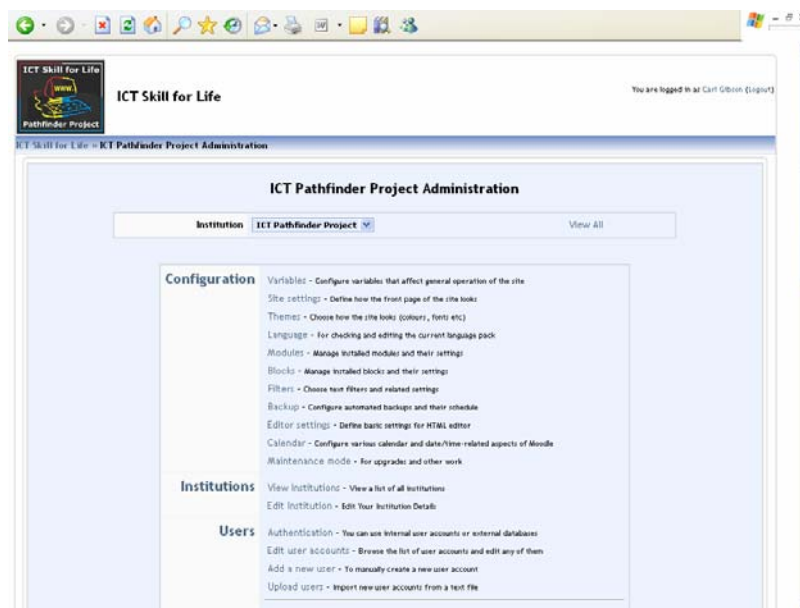 ICT Skill for Life
www.
Pathfinder Project
ICT Skill for Life
You are logged in as Carl Gibson (Logout)
ICT Skill for Life » ICT Pathfinder Project Administration
ICT Pathfinder Project Administration
Institution ICT Pathfinder Project View All
Configuration Variables - Configure variables that affect general operation of the site
Site settings - Define how the front page of the site looks
Themes - Choose how the site looks (colours, fonts etc)
Language - For checking and editing the current language pack
Modules - Manage installed modules and their settings
Blocks - Manage installed blocks and their settings
Filters - Choose text filters and related settings
Backup - Configure automated backups and their schedule
Editor settings - Define basic settings for HTML editor
Calendar - Configure various calendar and date/time-related aspects of Moodle
Maintenance mode - For upgrades and other work
Institutions View Institutions - View a list of all institutions
Edit Institution - Edit Your Institution Details
Users Authentication - You can use internal user accounts or external databases
Edit user accounts - Browse the list of user accounts and edit any of them
Add a new user - To manually create a new user account
Upload users - Import new user accounts from a text file